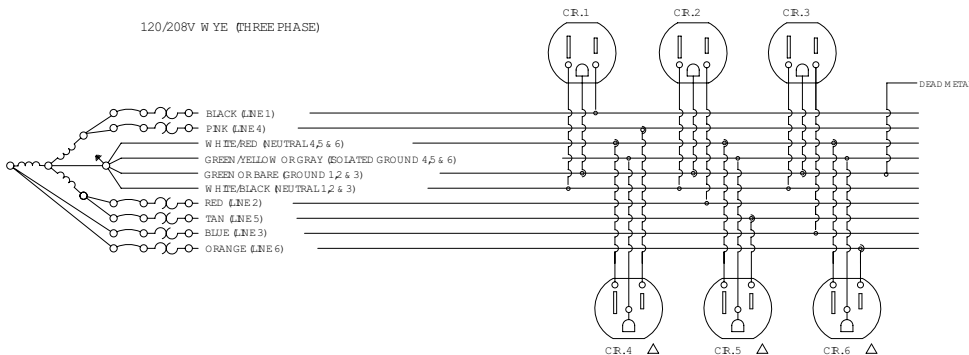 120/208V WYE (THREE PHASE)
CIR.1
CIR.2
CIR.3
DEAD METAL
BLACK (LINE 1)
PINK (LINE 4)
WHITE/RED (NEUTRAL 4,5 & 6)
GREEN/YELLOW OR GRAY (ISOLATED GROUND 4,5 & 6)
GREEN OR BARE (GROUND 1,2 & 3)
WHITE/BLACK (NEUTRAL 1,2 & 3)
RED (LINE 2)
TAN (LINE 5)
BLUE (LINE 3)
ORANGE (LINE 6)
CIR.4
CIR.5
CIR.6